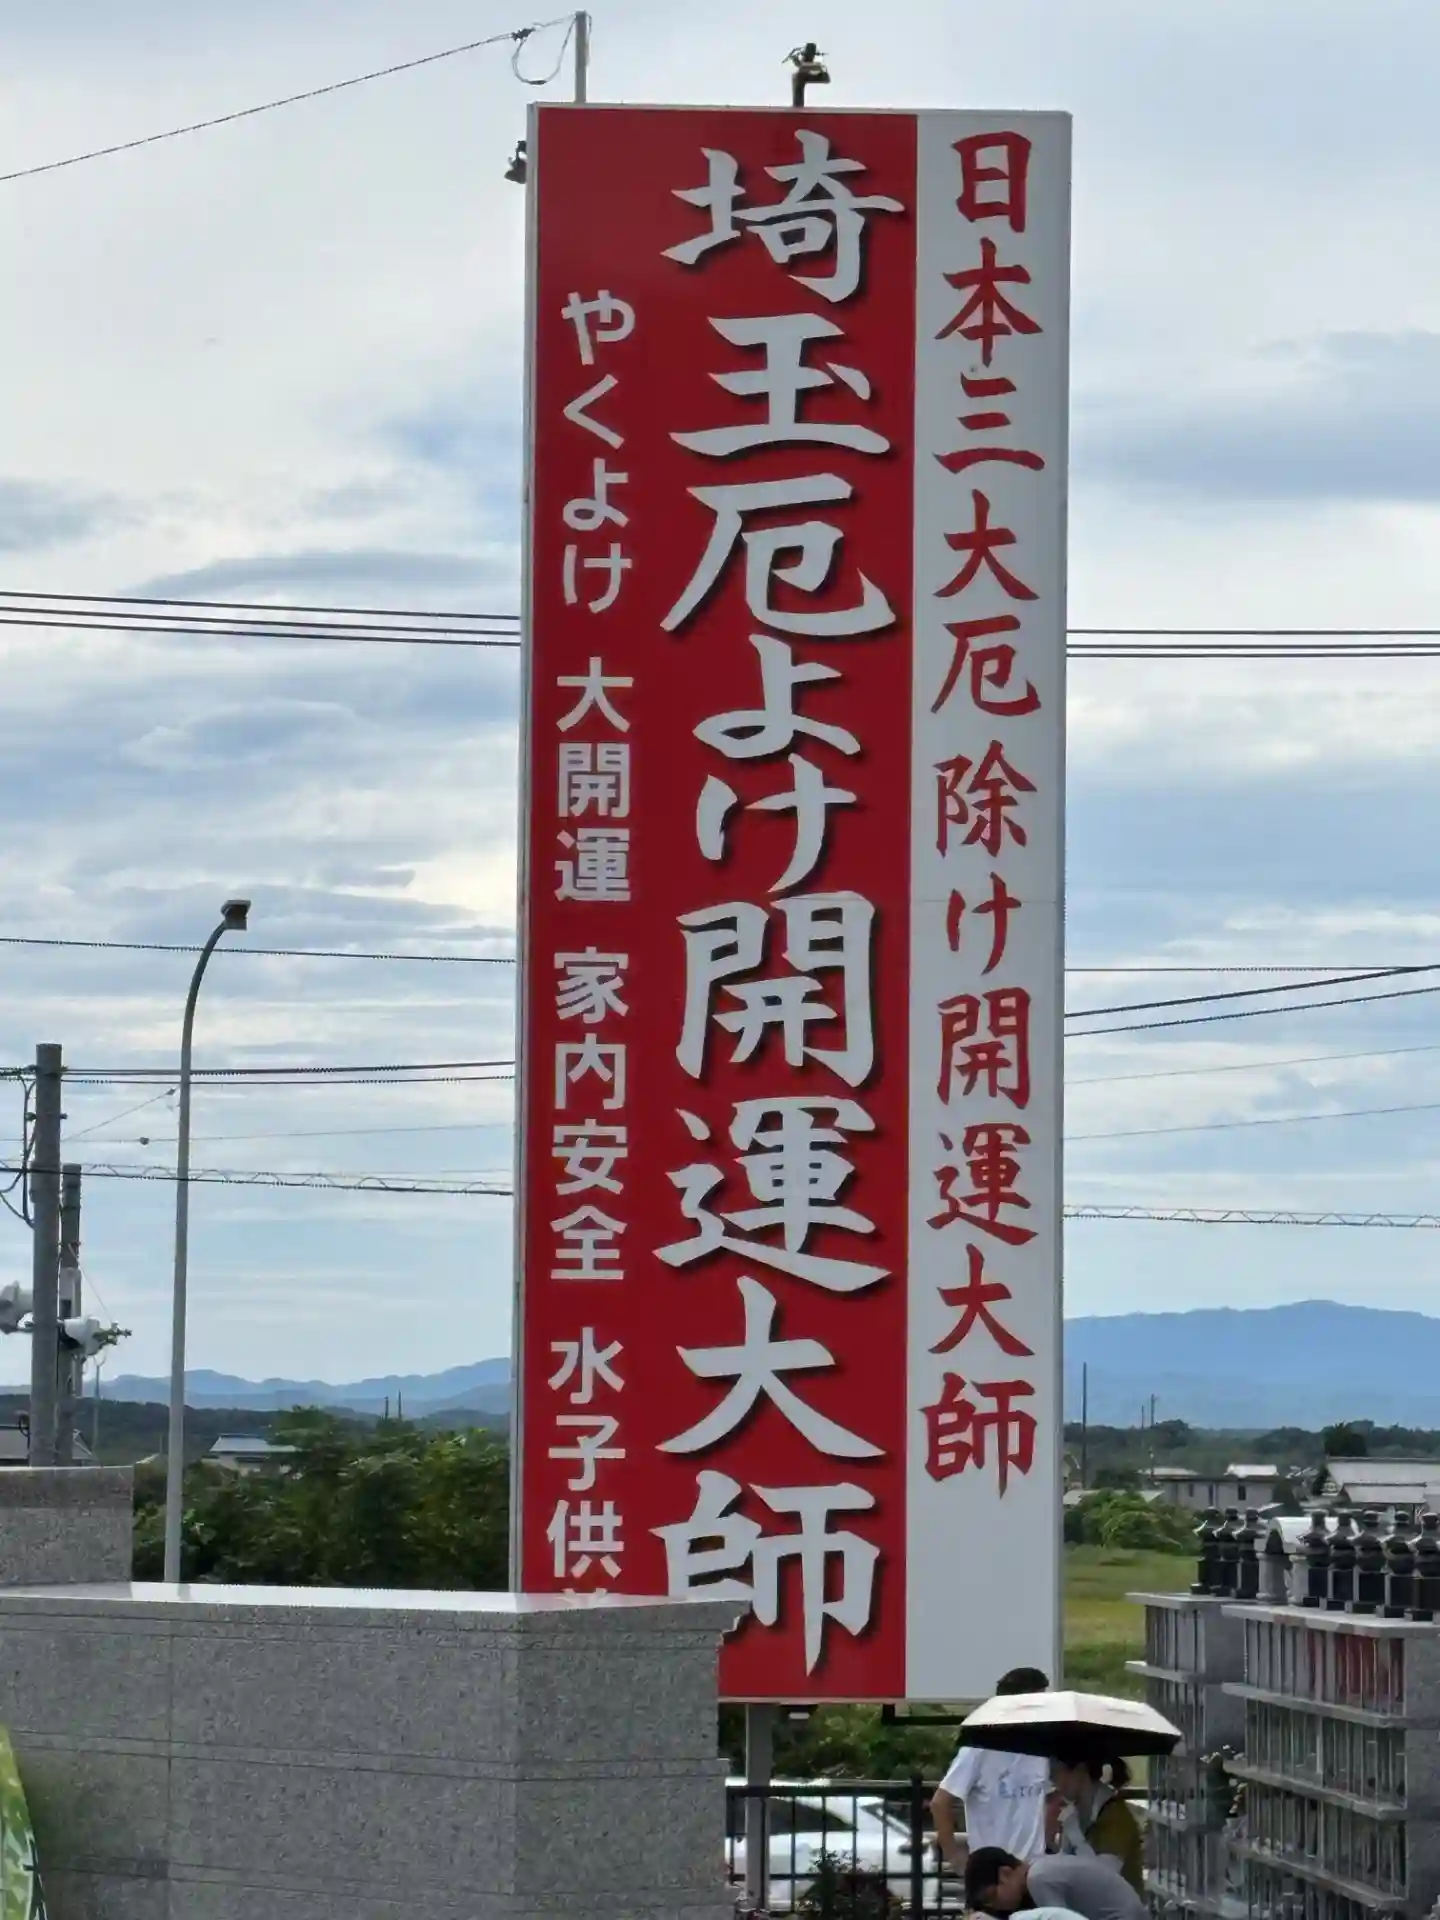 日本三大厄除け開運大師
埼玉厄よけ開運大師
やくよけ 大開運 家内安全 水子供